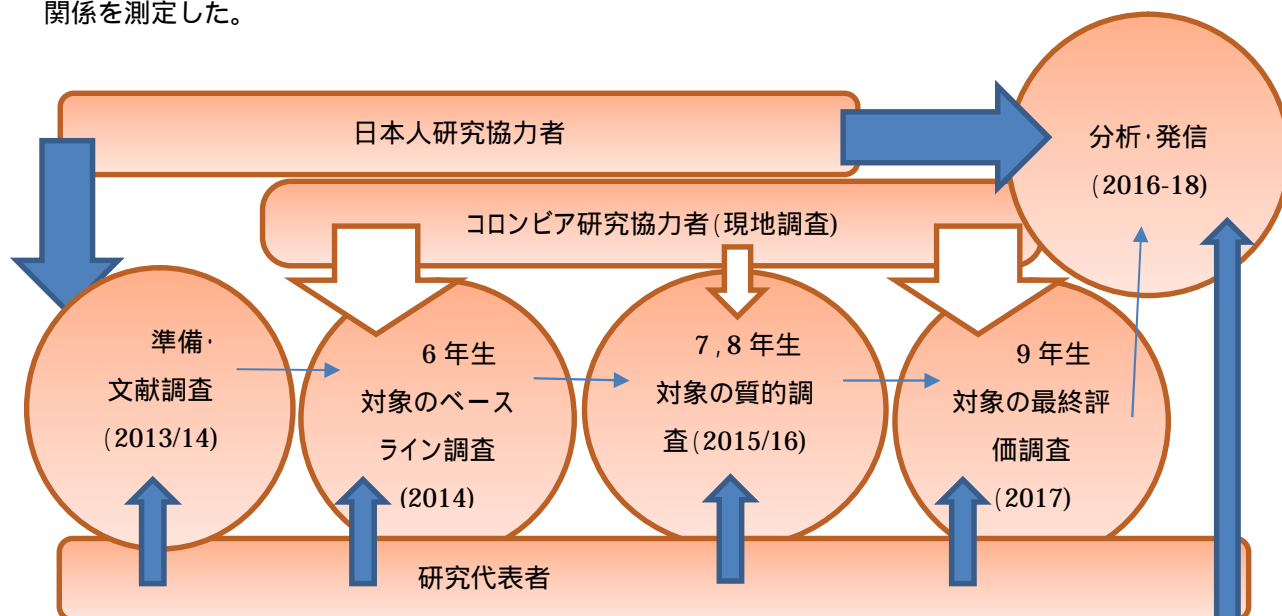 関係を測定した。
日本人研究協力者
分析・発信
(2016-18)
コロンビア研究協力者(現地調査)
準備・
文献調査
(2013/14)
6 年生
対象のベース
ライン調査
(2014)
7,8 年生
対象の質的調
査(2015/16)
9 年生
対象の最終評
価調査
(2017)
研究代表者